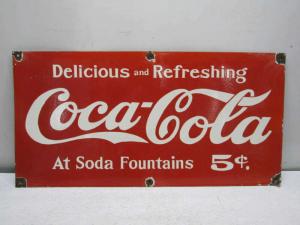 Delicious and Refreshing
Coca-Cola
At Soda Fountains 5¢.